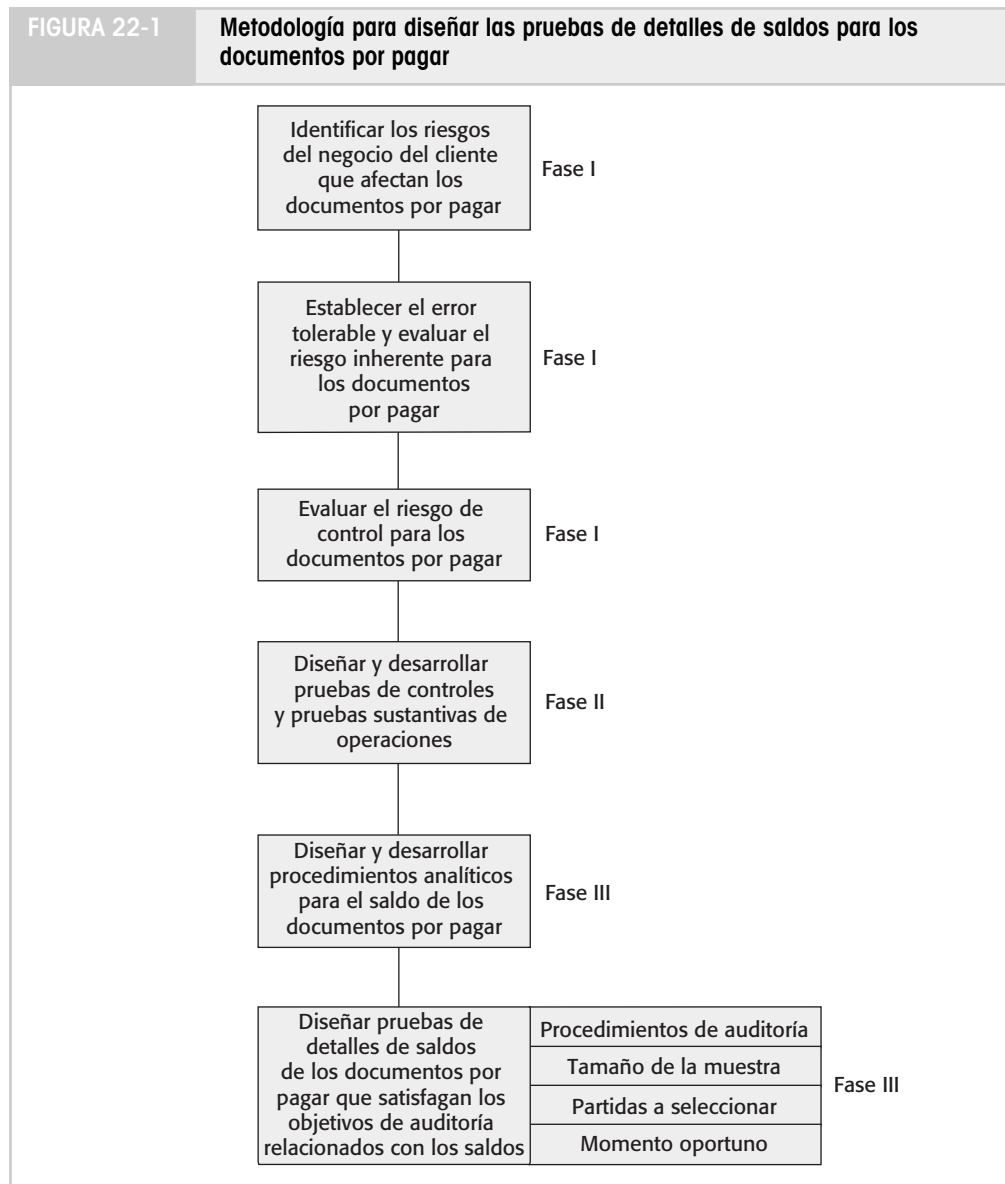 FIGURA 22-1
Metodología para diseñar las pruebas de detalles de saldos para los
documentos por pagar
Identificar los riesgos
del negocio del cliente
que afectan los
documentos por pagar
Fase I
Establecer el error
tolerable y evaluar el
riesgo inherente para
los documentos
por pagar
Fase I
Evaluar el riesgo de
control para los
documentos por pagar
Fase I
Diseñar y desarrollar
pruebas de controles
y pruebas sustantivas de
operaciones
Fase II
Diseñar y desarrollar
procedimientos analíticos
para el saldo de los
documentos por pagar
Fase III
Diseñar pruebas de
detalles de saldos
de los documentos por
pagar que satisfagan los
objetivos de auditoría
relacionados con los saldos
Procedimientos de auditoría
Tamaño de la muestra
Partidas a seleccionar
Momento oportuno
Fase III